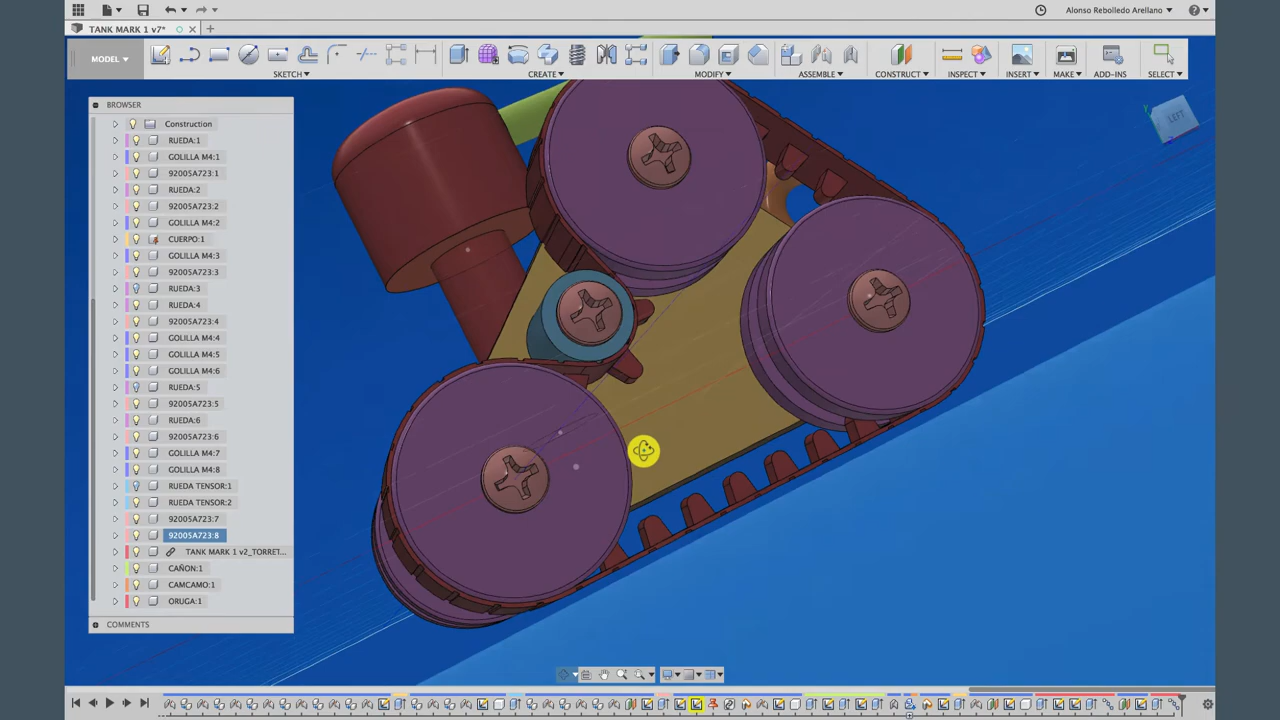 Alonso Rebolledo Arellano
TANK MARK 1 v7*
MODEL
SKETCH
CREATE
MODIFY
ASSEMBLE
CONSTRUCT
INSPECT
INSERT
MAKE
ADD-INS
SELECT
BROWSER
LEFT
Construction
RUEDA:1
GOLILLA M4:1
92005A723:1
RUEDA:2
92005A723:2
GOLILLA M4:2
CUERPO:1
GOLILLA M4:3
92005A723:3
RUEDA:3
RUEDA:4
92005A723:4
GOLILLA M4:4
GOLILLA M4:5
GOLILLA M4:6
RUEDA:5
92005A723:5
RUEDA:6
92005A723:6
GOLILLA M4:7
GOLILLA M4:8
RUEDA TENSOR:1
RUEDA TENSOR:2
92005A723:7
92005A723:8
TANK MARK 1 v2_TORRET...
CAÑON:1
CAMCAMO:1
ORUGA:1
COMMENTS